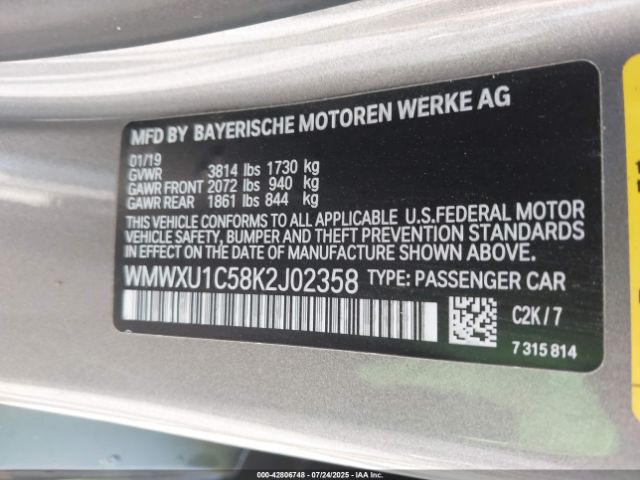 MFD BY BAYERISCHE MOTOREN WERKE AG
01/19
GVWR 3814 lbs 1730 kg
GAWR FRONT 2072 lbs 940 kg
GAWR REAR 1861 lbs 844 kg
THIS VEHICLE CONFORMS TO ALL APPLICABLE U.S.FEDERAL MOTOR
VEHICLE SAFETY, BUMPER AND THEFT PREVENTION STANDARDS
IN EFFECT ON THE DATE OF MANUFACTURE SHOWN ABOVE.
WMWXU1C58K2J02358 TYPE: PASSENGER CAR
C2K/7
7315814
000-42806748 - 07/24/2025 - IAAI Inc.